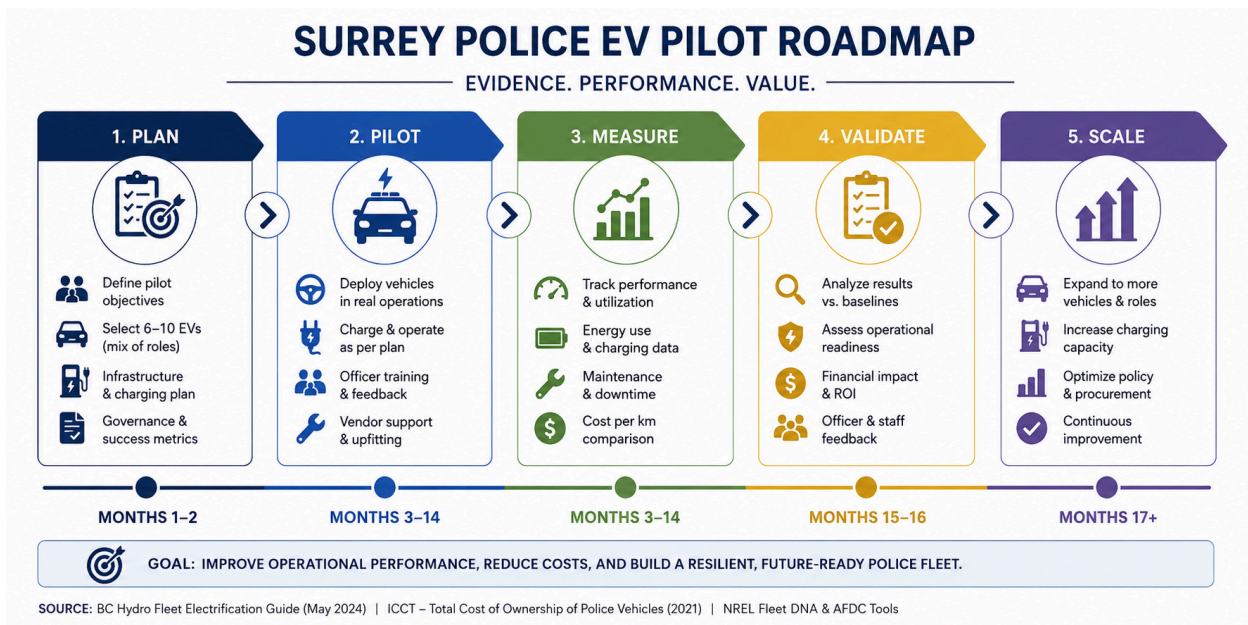 SURREY POLICE EV PILOT ROADMAP
EVIDENCE. PERFORMANCE. VALUE.
1. PLAN
Define pilot
objectives
Select 6–10 EVs
(mix of roles)
Infrastructure
& charging plan
Governance &
success metrics
MONTHS 1–2
2. PILOT
Deploy vehicles
in real operations
Charge & operate
as per plan
Officer training
& feedback
Vendor support
& upfitting
MONTHS 3–14
3. MEASURE
Track performance
& utilization
Energy use
& charging data
Maintenance
& downtime
Cost per km
comparison
MONTHS 3–14
4. VALIDATE
Analyze results
vs. baselines
Assess operational
readiness
Financial impact
& ROI
Officer & staff
feedback
MONTHS 15–16
5. SCALE
Expand to more
vehicles & roles
Increase charging
capacity
Optimize policy
& procurement
Continuous
improvement
MONTHS 17+
GOAL: IMPROVE OPERATIONAL PERFORMANCE, REDUCE COSTS, AND BUILD A RESILIENT, FUTURE-READY POLICE FLEET.
SOURCE: BC Hydro Fleet Electrification Guide (May 2024) | ICCT – Total Cost of Ownership of Police Vehicles (2021) | NREL Fleet DNA & AFDC Tools